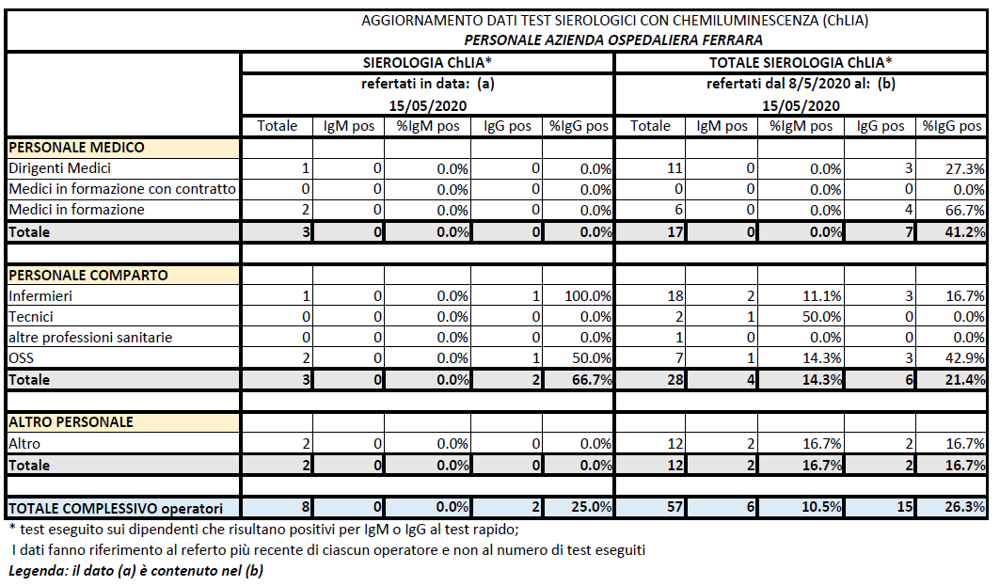 AGGIORNAMENTO DATI TEST SIEROLOGICI CON CHEMILUMINESCENZA (ChLIA)
PERSONALE AZIENDA OSPEDALIERA FERRARA
SIEROLOGIA ChLIA* TOTALE SIEROLOGIA ChLIA*
refertati in data: (a) refertati dal 8/5/2020 al: (b)
15/05/2020 15/05/2020
Totale IgM pos %IgM pos IgG pos %IgG pos Totale IgM pos %IgM pos IgG pos %IgG pos
PERSONALE MEDICO
Dirigenti Medici 1 0 0.0% 0 0.0% 11 0 0.0% 3 27.3%
Medici in formazione con contratto 0 0 0.0% 0 0.0% 0 0 0.0% 0 0.0%
Medici in formazione 2 0 0.0% 0 0.0% 6 0 0.0% 4 66.7%
Totale 3 0 0.0% 0 0.0% 17 0 0.0% 7 41.2%
PERSONALE COMPARTO
Infermieri 1 0 0.0% 1 100.0% 18 2 11.1% 3 16.7%
Tecnici 0 0 0.0% 0 0.0% 2 1 50.0% 0 0.0%
altre professioni sanitarie 0 0 0.0% 0 0.0% 1 0 0.0% 0 0.0%
OSS 2 0 0.0% 1 50.0% 7 1 14.3% 3 42.9%
Totale 3 0 0.0% 2 66.7% 28 4 14.3% 6 21.4%
ALTRO PERSONALE
Altro 2 0 0.0% 0 0.0% 12 2 16.7% 2 16.7%
Totale 2 0 0.0% 0 0.0% 12 2 16.7% 2 16.7%
TOTALE COMPLESSIVO operatori 8 0 0.0% 2 25.0% 57 6 10.5% 15 26.3%
* test eseguito sui dipendenti che risultano positivi per IgM o IgG al test rapido;
I dati fanno riferimento al referto più recente di ciascun operatore e non al numero di test eseguiti
Legenda: il dato (a) è contenuto nel (b)